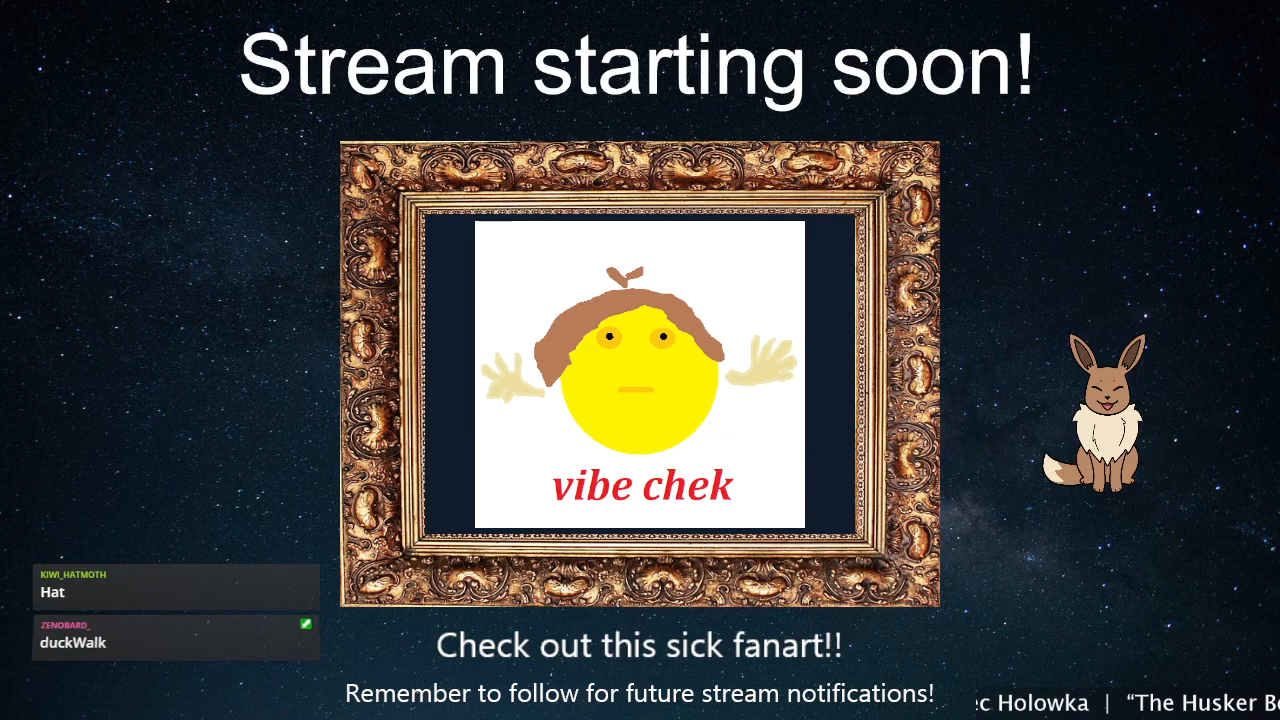 Stream starting soon!
vibe chek
KIWI_HATMOTH
Hat
ZENOBARD_
duckWalk
Check out this sick fanart!!
Remember to follow for future stream notifications!
Holowka | “The Husker